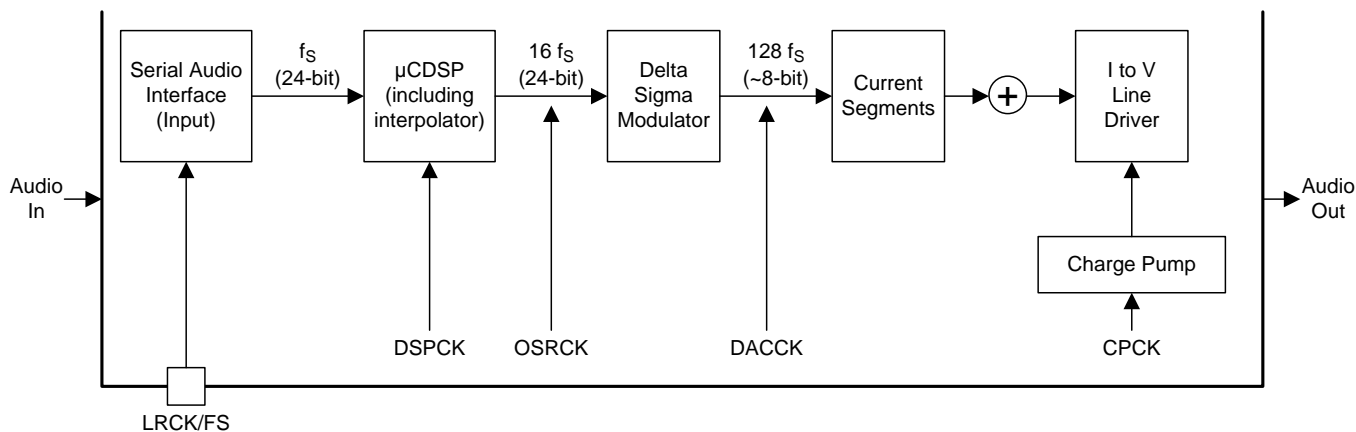 Serial Audio
Interface
(Input)
fS
(24-bit)
µCDSP
(including
interpolator)
16 fS
(24-bit)
Delta
Sigma
Modulator
128 fS
(~8-bit)
Current
Segments
+
I to V
Line
Driver
Audio
In
Audio
Out
Charge Pump
DSPCK
OSRCK
DACCK
CPCK
LRCK/FS